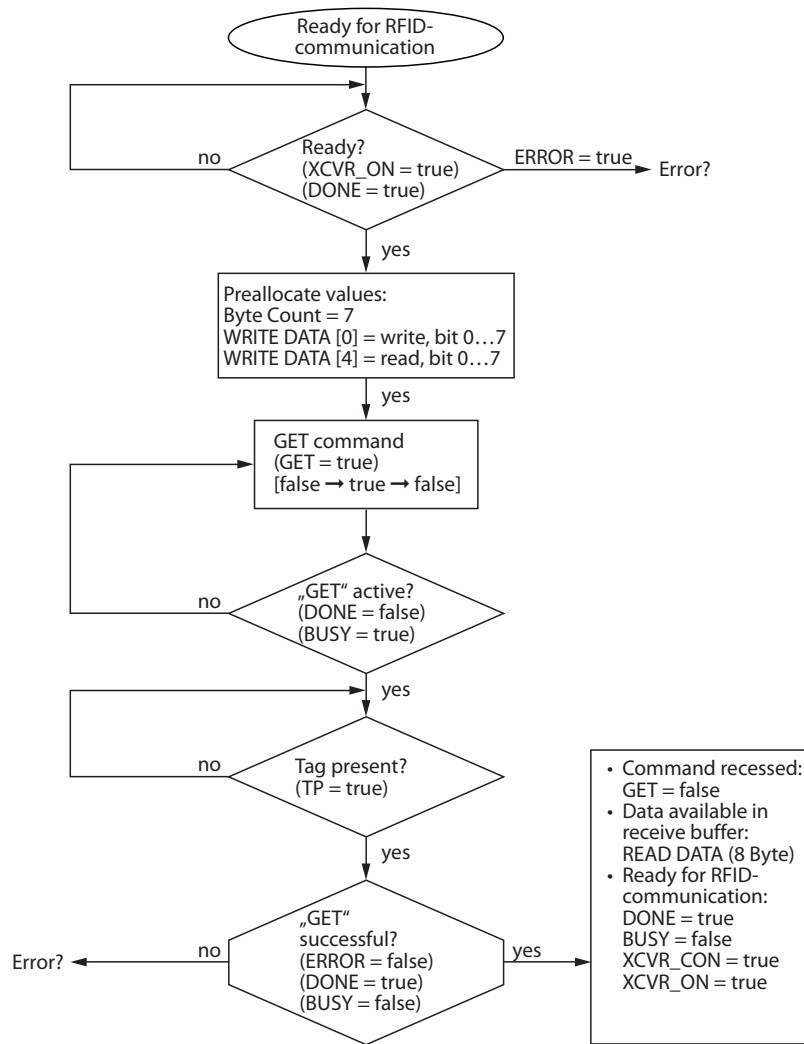 Ready for RFID-
communication
no
Ready?
(XCVR_ON = true)
(DONE = true)
ERROR = true
Error?
yes
Preallocate values:
Byte Count = 7
WRITE DATA [0] = write, bit 0…7
WRITE DATA [4] = read, bit 0…7
yes
GET command
(GET = true)
[false ➞ true ➞ false]
no
„GET“ active?
(DONE = false)
(BUSY = true)
yes
no
Tag present?
(TP = true)
yes
Error?
no
„GET“
successful?
(ERROR = false)
(DONE = true)
(BUSY = false)
yes
• Command recessed:
GET = false
• Data available in
receive buffer:
READ DATA (8 Byte)
• Ready for RFID-
communication:
DONE = true
BUSY = false
XCVR_CON = true
XCVR_ON = true